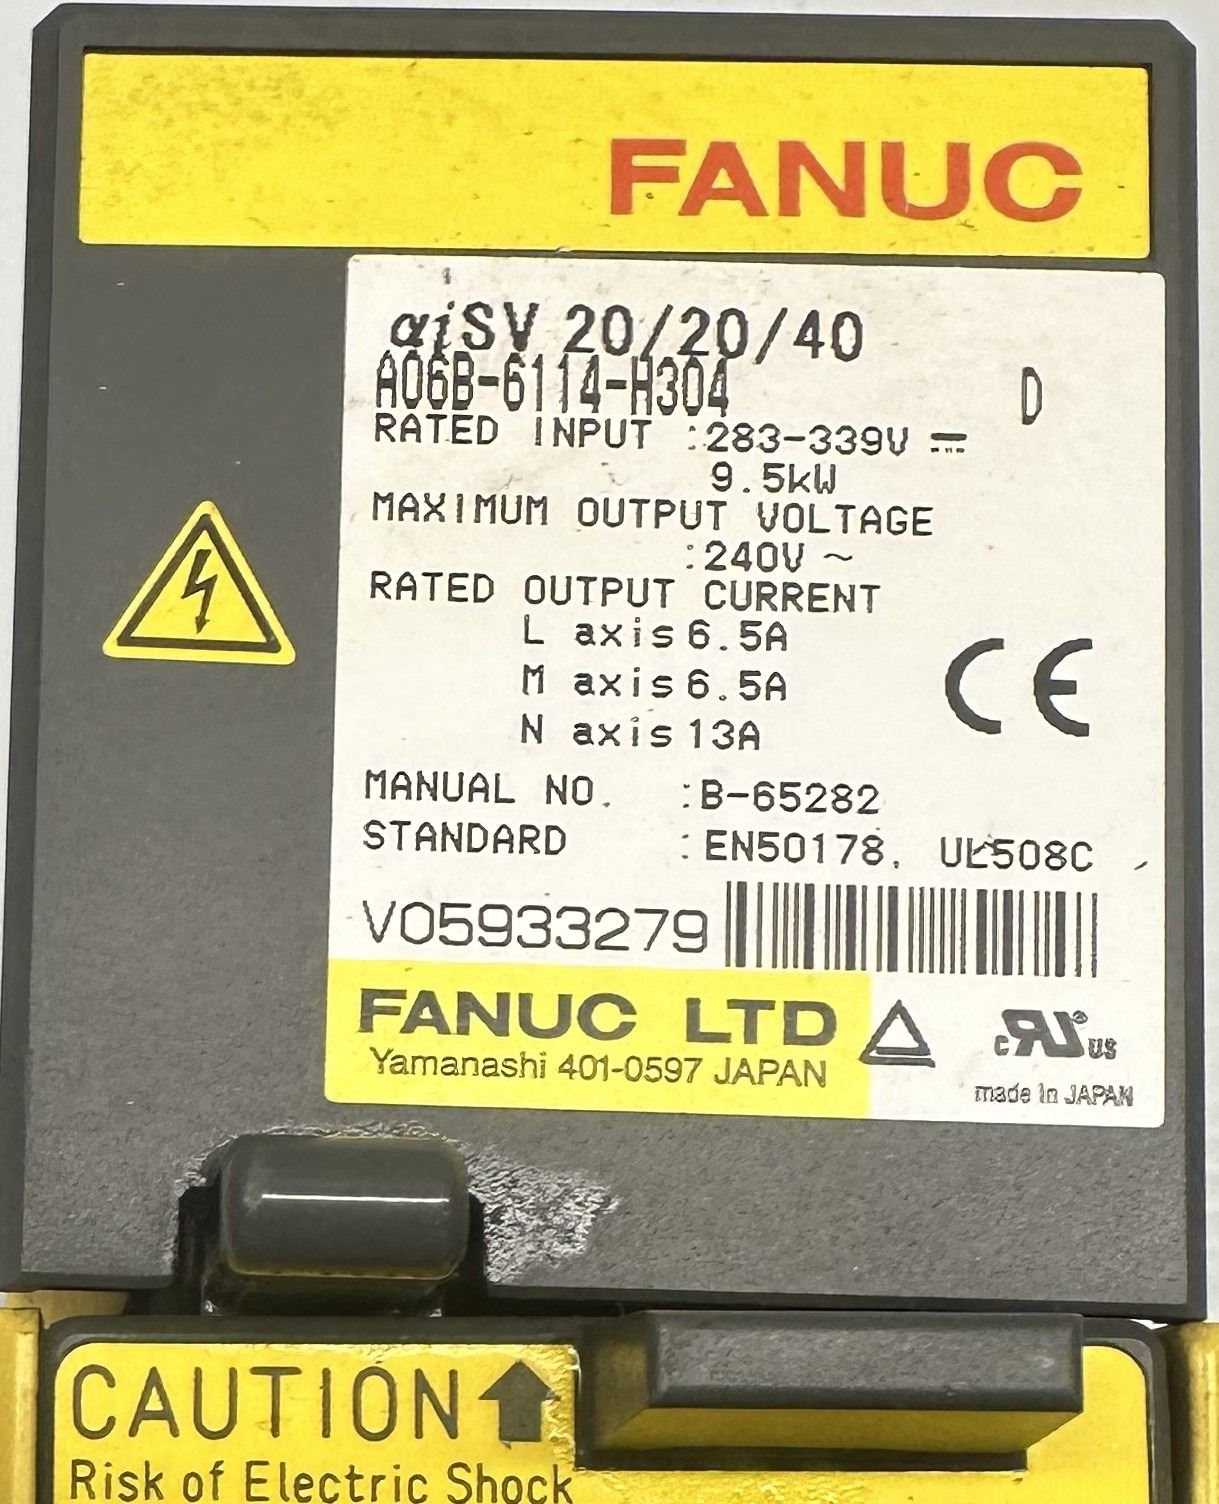 FANUC
αiSV 20/20/40
A06B-6114-H304 D
RATED INPUT :283-339V ⎓
9.5kW
MAXIMUM OUTPUT VOLTAGE
:240V ~
RATED OUTPUT CURRENT
L axis 6.5A
M axis 6.5A
N axis 13A
CE
MANUAL NO. :B-65282
STANDARD :EN50178, UL508C
V05933279
FANUC LTD
Yamanashi 401-0597 JAPAN
c RU® US
made in JAPAN
CAUTION
Risk of Electric Shock